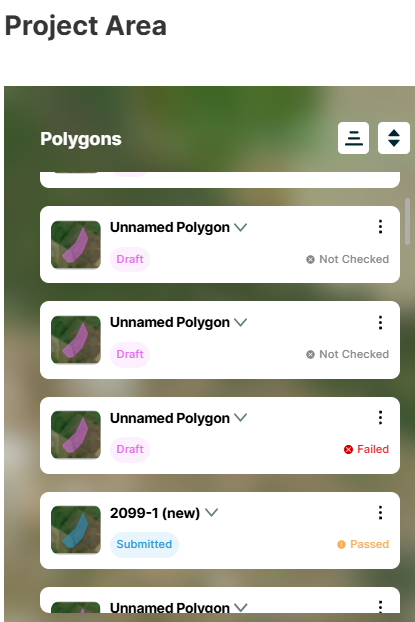 Project Area
Polygons
Unnamed Polygon
Draft
Not Checked
Unnamed Polygon
Draft
Not Checked
Unnamed Polygon
Draft
Failed
2099-1 (new)
Submitted
Passed
Unnamed Polygon